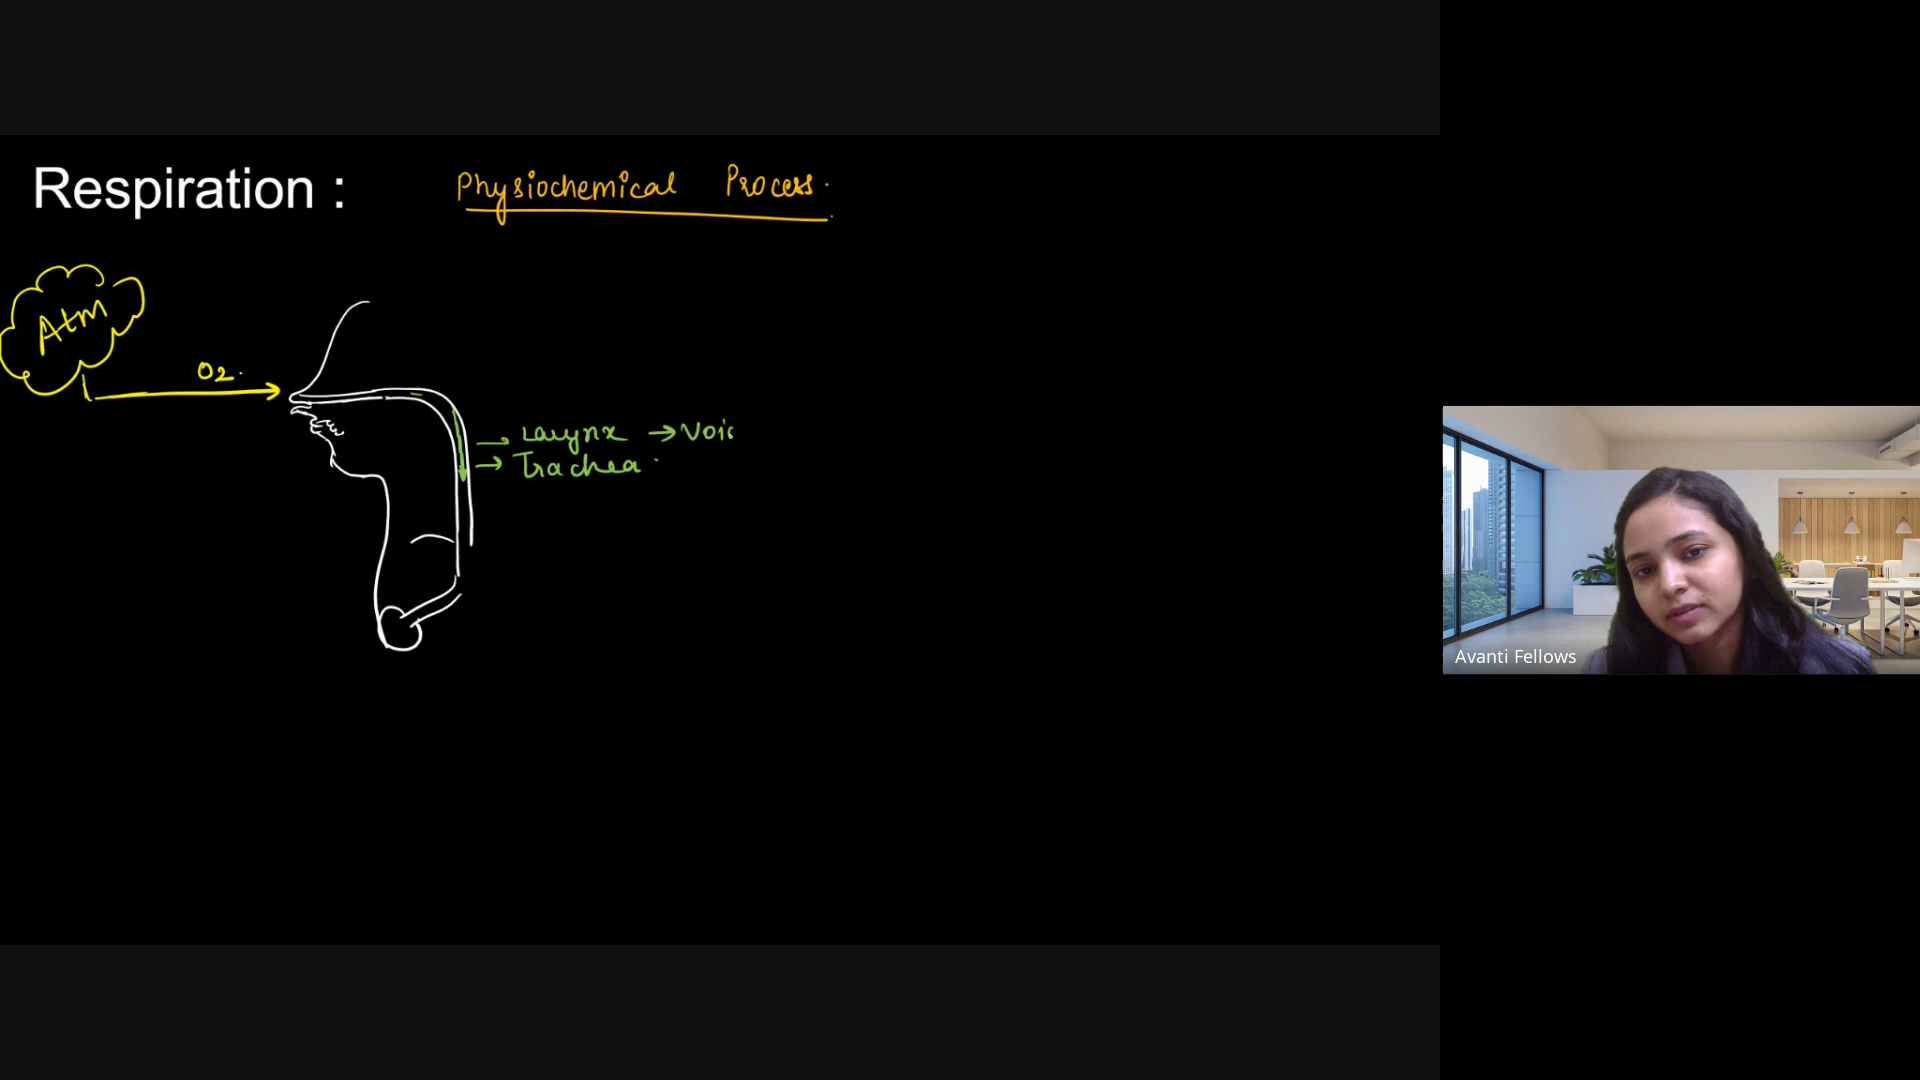 Respiration :
Physiochemical Process.
Atm
O2.
→ Larynx → Voic
→ Trachea.
Avanti Fellows